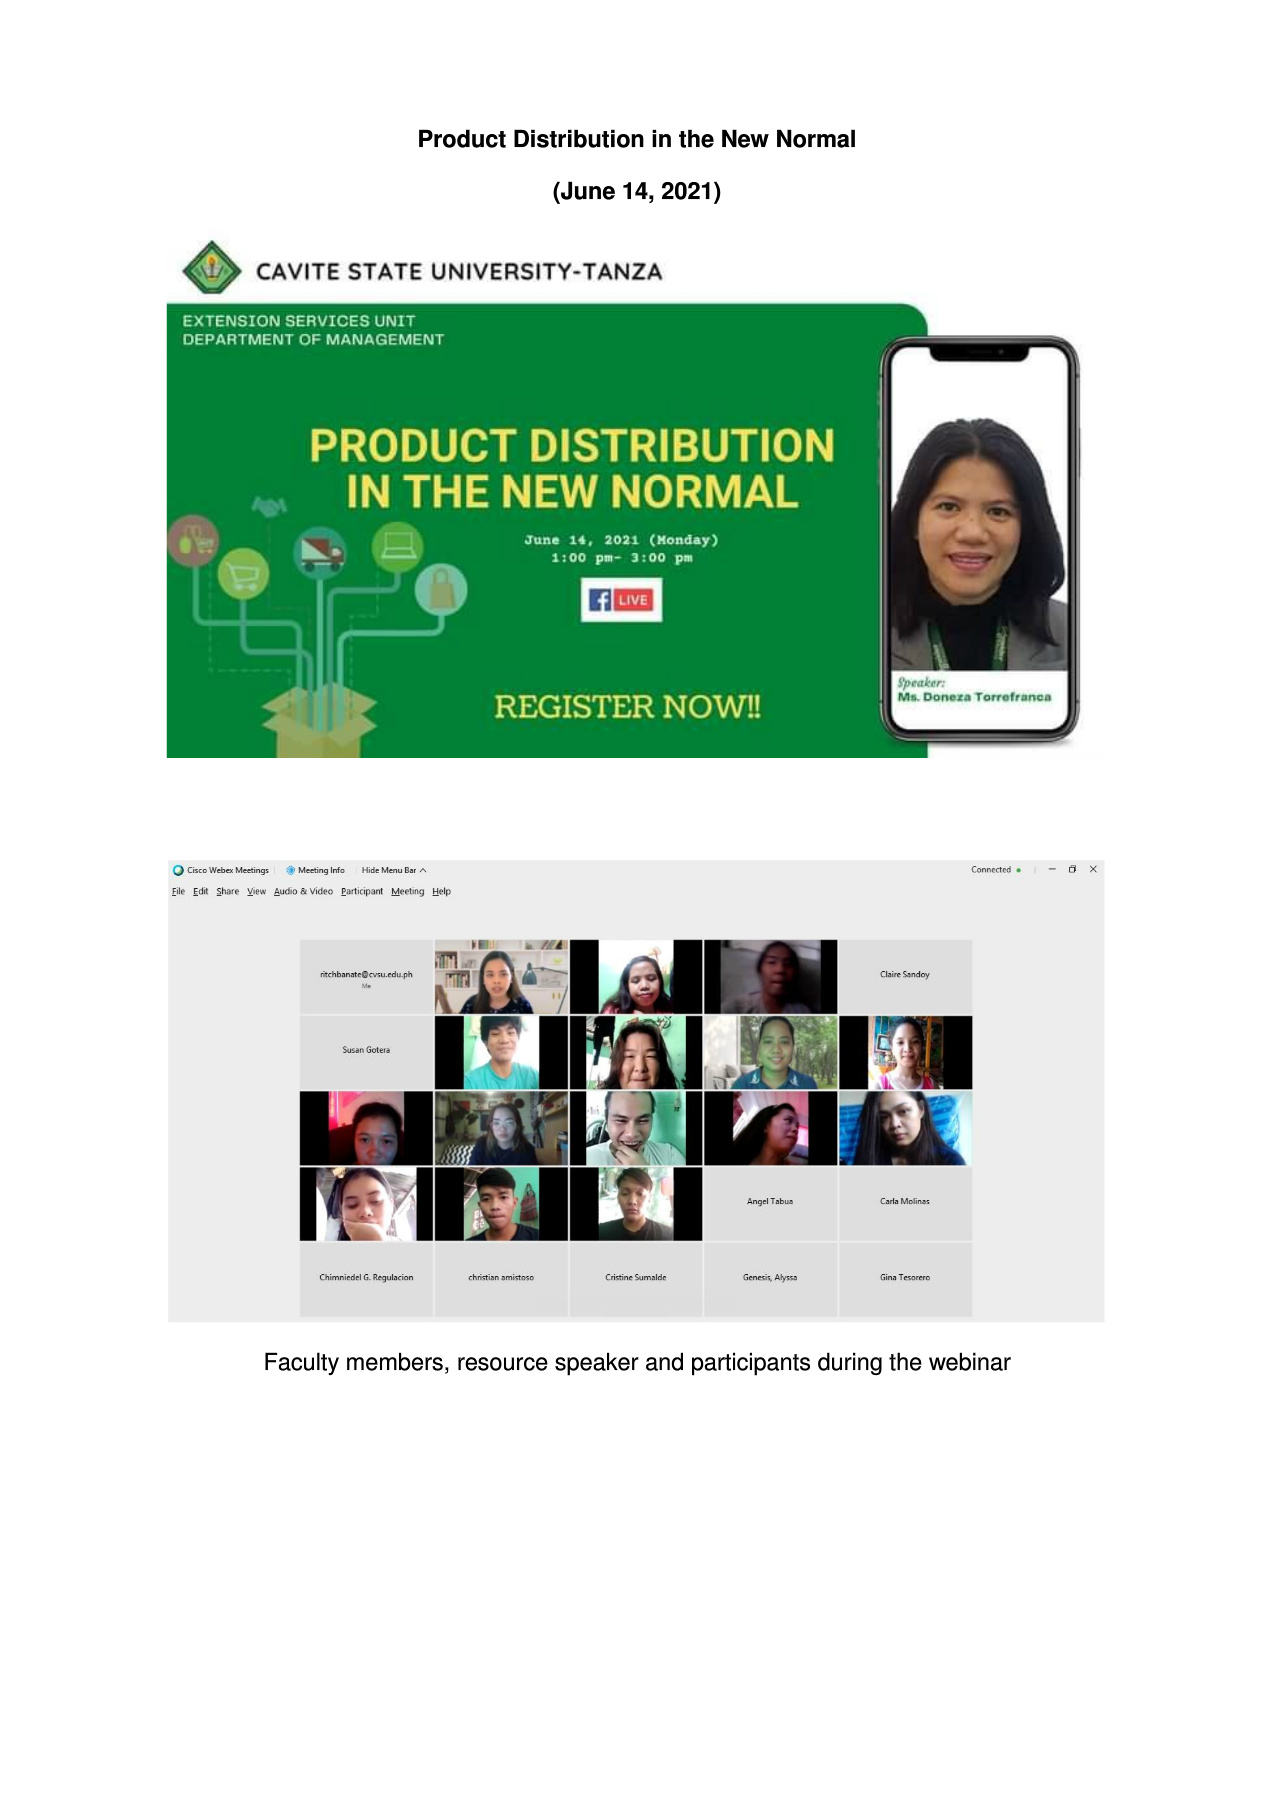 Product Distribution in the New Normal
(June 14, 2021)
CAVITE STATE UNIVERSITY-TANZA
EXTENSION SERVICES UNIT
DEPARTMENT OF MANAGEMENT
PRODUCT DISTRIBUTION
IN THE NEW NORMAL
June 14, 2021 (Monday)
1:00 pm- 3:00 pm
f LIVE
REGISTER NOW!!
Speaker:
Ms. Doneza Torrefranca
Cisco Webex Meetings Meeting Info Hide Menu Bar Connected
File Edit Share View Audio & Video Participant Meeting Help
ritchbanate@cvsu.edu.ph
Me
Claire Sandoy
Susan Gotera
Angel Tabua
Carla Molinas
Chimniedel G. Regulacion
christian amistoso
Cristine Sumalde
Genesis, Alyssa
Gina Tesorero
Faculty members, resource speaker and participants during the webinar